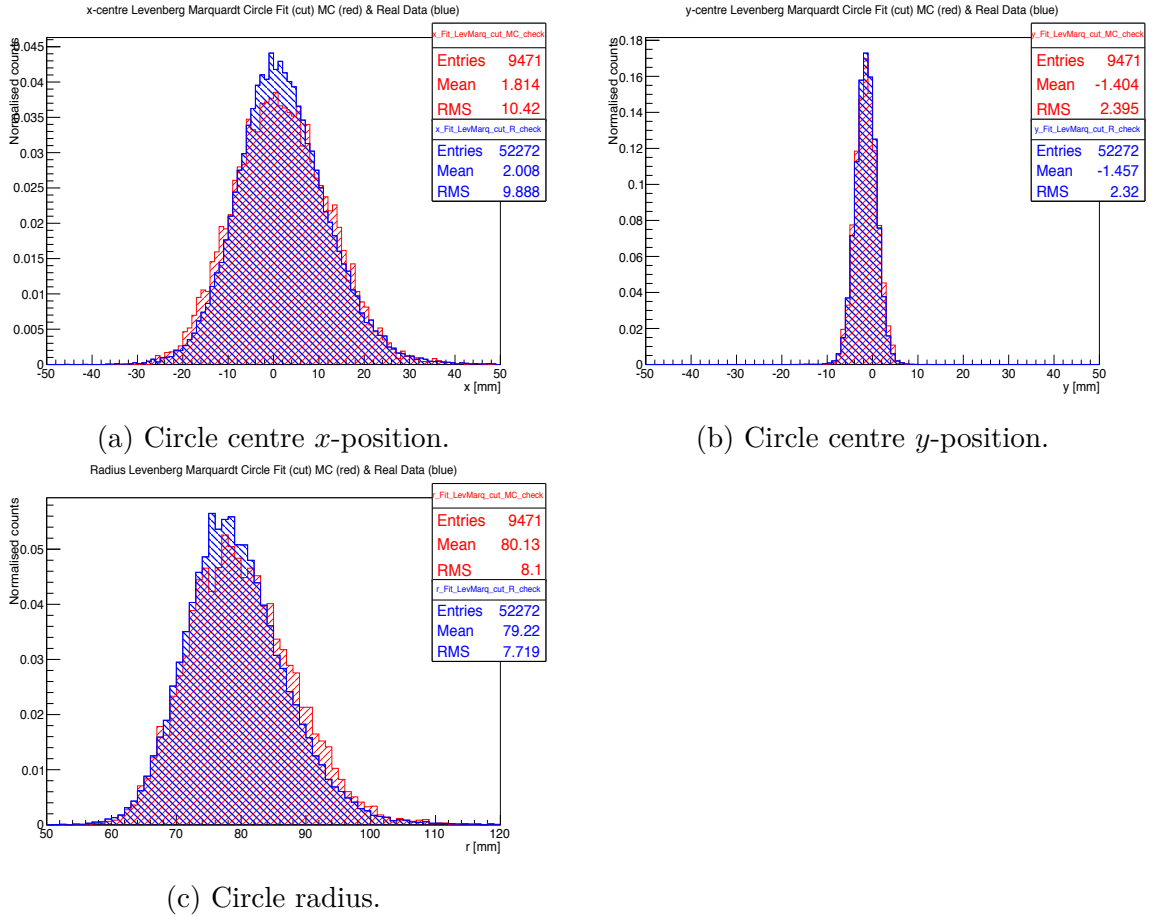 x-centre Levenberg Marquardt Circle Fit (cut) MC (red) & Real Data (blue)
Normalised counts
0.045
0.04
0.035
0.03
0.025
0.02
0.015
0.01
0.005
0
-50 -40 -30 -20 -10 0 10 20 30 40 50
x [mm]
x_Fit_LevMarq_cut_MC_check
Entries 9471
Mean 1.814
RMS 10.42
x_Fit_LevMarq_cut_R_check
Entries 52272
Mean 2.008
RMS 9.888
(a) Circle centre x-position.
y-centre Levenberg Marquardt Circle Fit (cut) MC (red) & Real Data (blue)
Normalised counts
0.18
0.16
0.14
0.12
0.1
0.08
0.06
0.04
0.02
0
-50 -40 -30 -20 -10 0 10 20 30 40 50
y [mm]
y_Fit_LevMarq_cut_MC_check
Entries 9471
Mean -1.404
RMS 2.395
y_Fit_LevMarq_cut_R_check
Entries 52272
Mean -1.457
RMS 2.32
(b) Circle centre y-position.
Radius Levenberg Marquardt Circle Fit (cut) MC (red) & Real Data (blue)
Normalised counts
0.05
0.04
0.03
0.02
0.01
0
50 60 70 80 90 100 110 120
r [mm]
r_Fit_LevMarq_cut_MC_check
Entries 9471
Mean 80.13
RMS 8.1
r_Fit_LevMarq_cut_R_check
Entries 52272
Mean 79.22
RMS 7.719
(c) Circle radius.